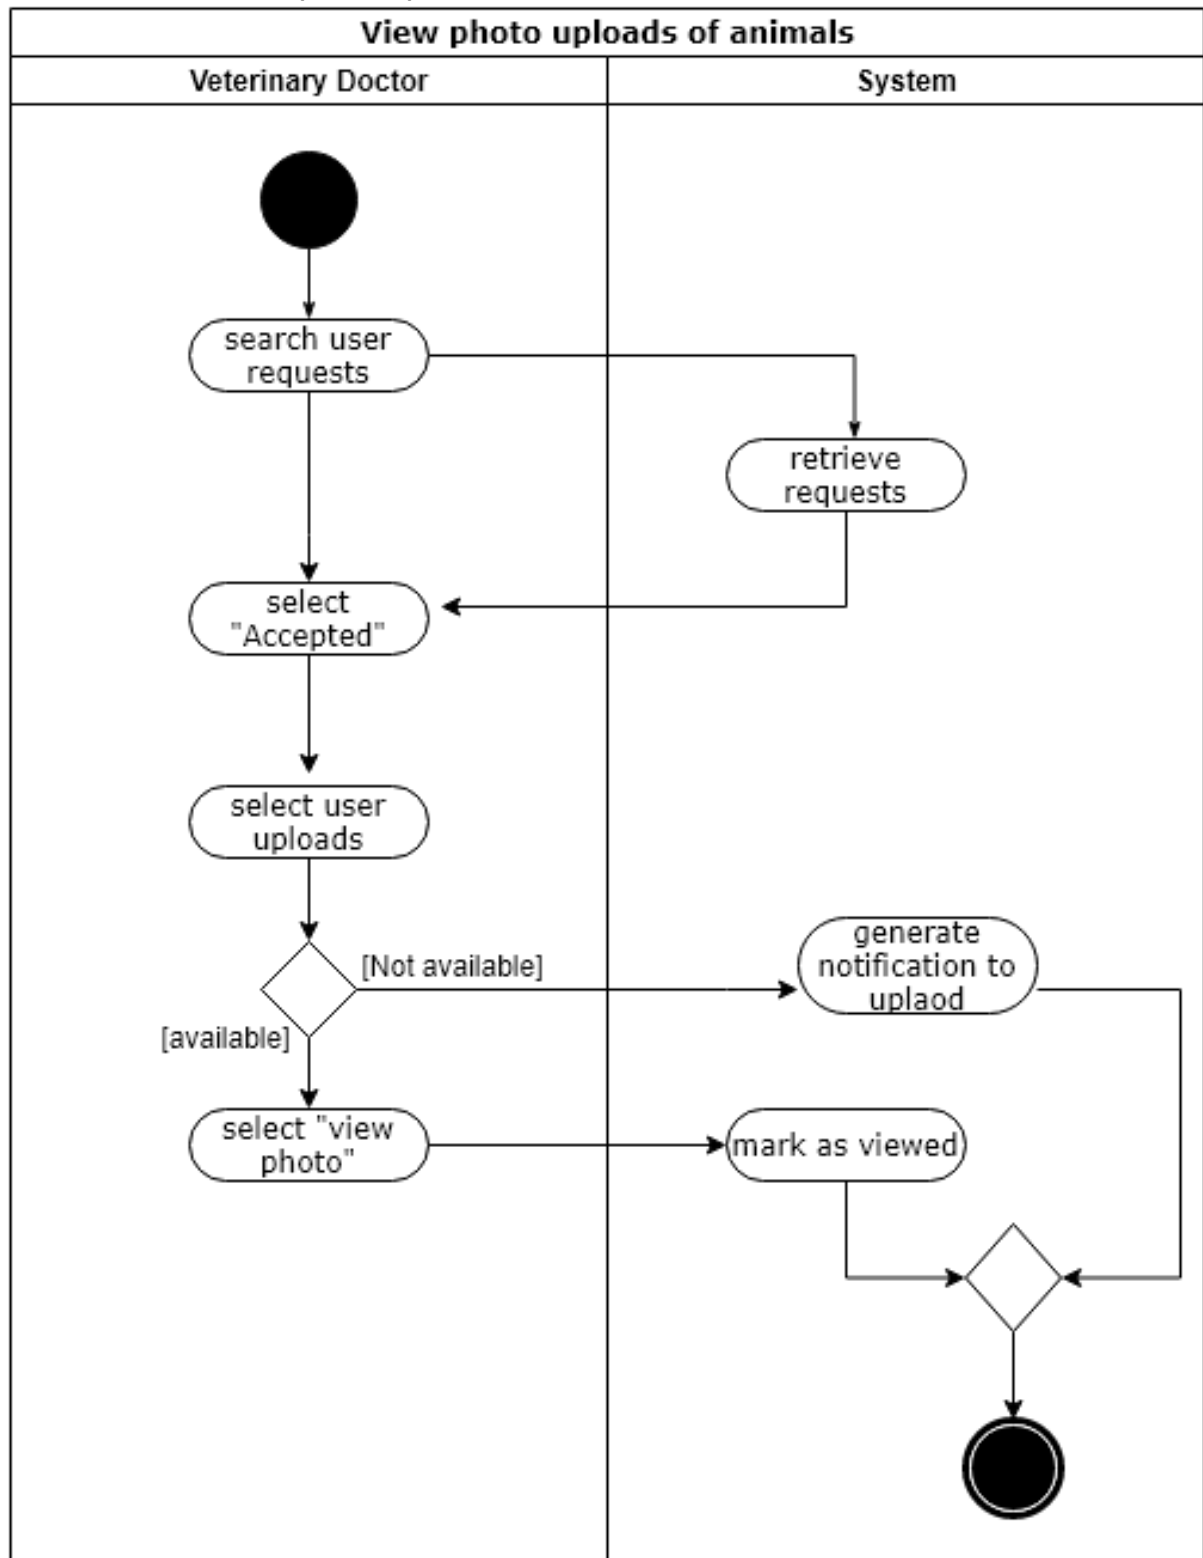 View photo uploads of animals
Veterinary Doctor
System
search user
requests
retrieve
requests
select
"Accepted"
select user
uploads
generate
notification to
uplaod
[Not available]
[available]
select "view
photo"
mark as viewed